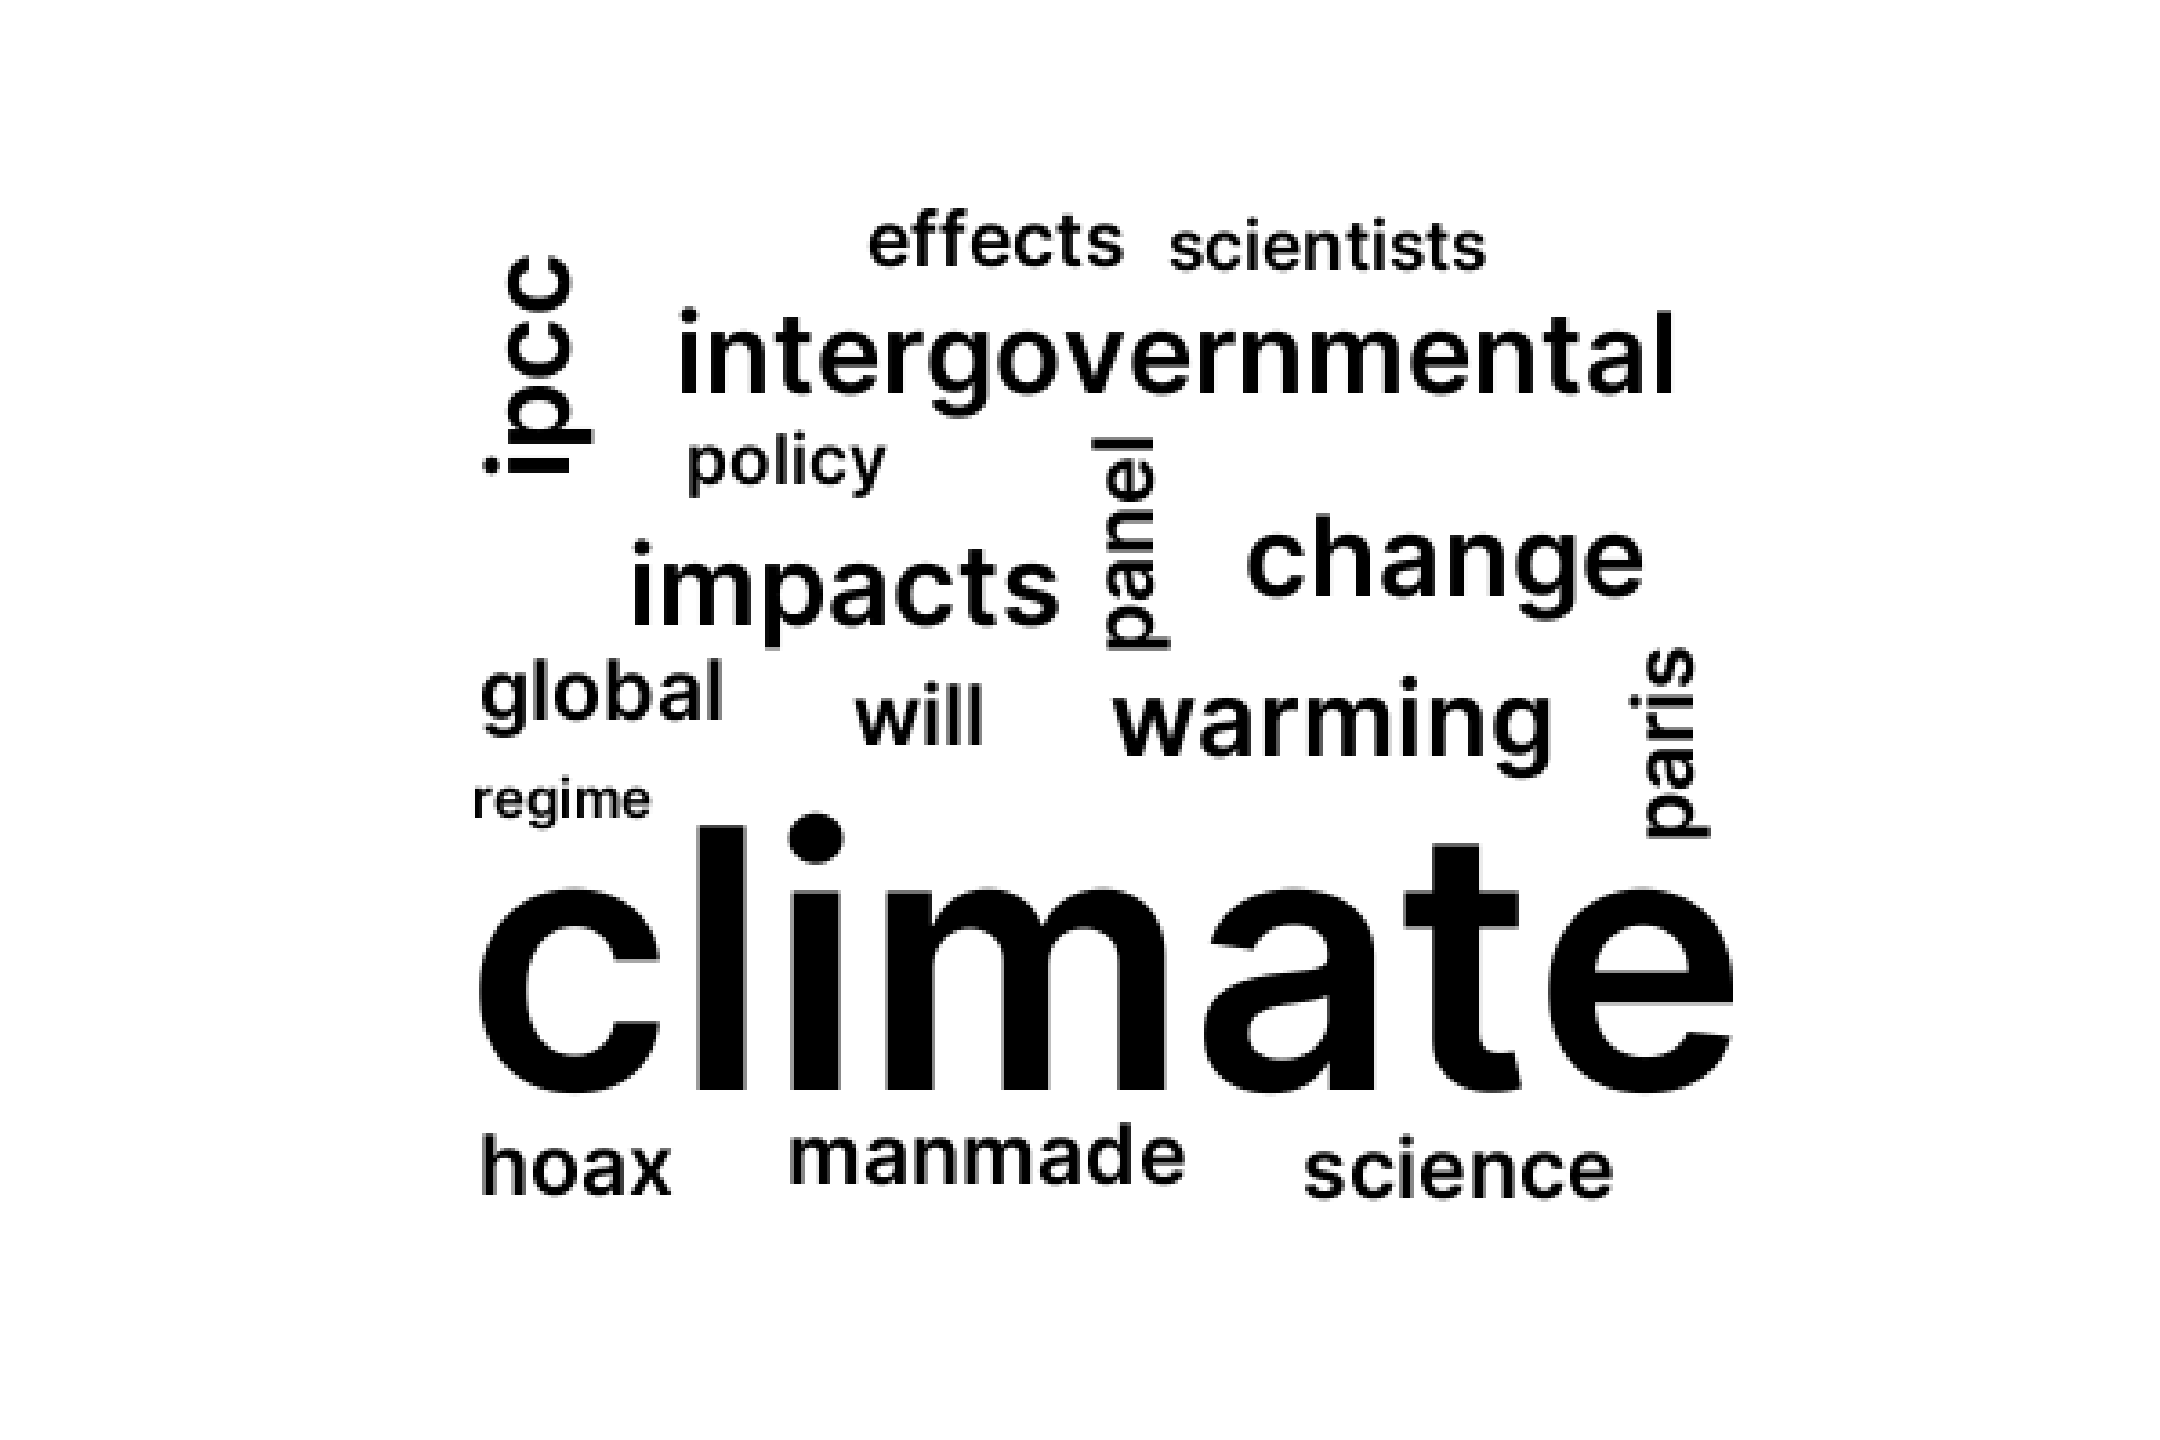 effects scientists
ipcc
intergovernmental
policy
panel
change
impacts
global
will
warming
paris
regime
climate
hoax manmade science